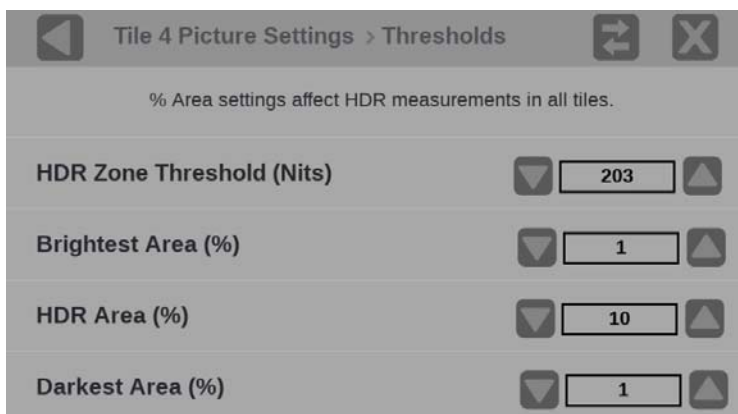 Tile 4 Picture Settings > Thresholds
% Area settings affect HDR measurements in all tiles.
HDR Zone Threshold (Nits) 203
Brightest Area (%) 1
HDR Area (%) 10
Darkest Area (%) 1